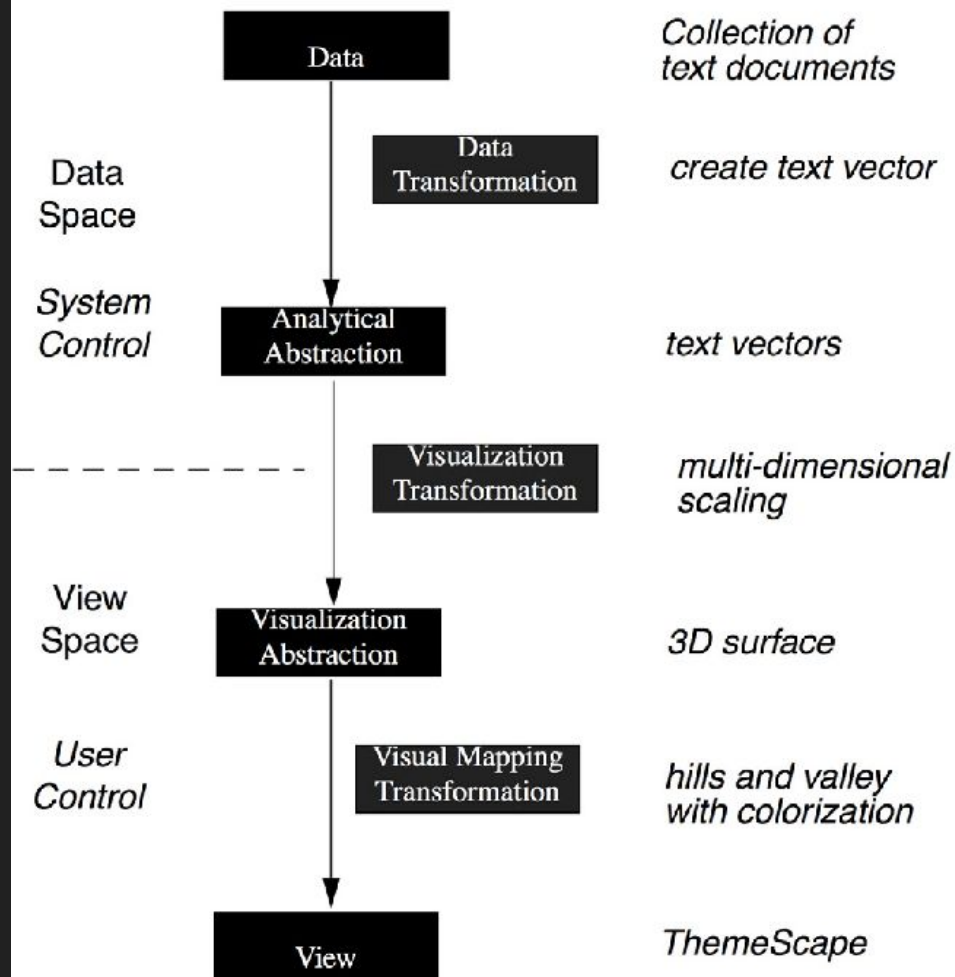 Data
Collection of
text documents
Data
Transformation
create text vector
Data
Space
System
Control
Analytical
Abstraction
text vectors
Visualization
Transformation
multi-dimensional
scaling
View
Space
Visualization
Abstraction
3D surface
User
Control
Visual Mapping
Transformation
hills and valley
with colorization
View
ThemeScape